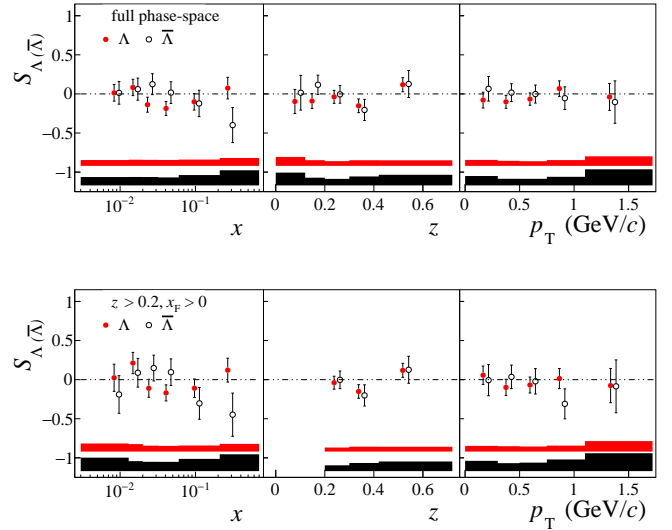 full phase-space
Λ Λ̅
S_Λ(Λ̅)
1
0.5
0
−0.5
−1
10⁻² 10⁻¹ 0 0.2 0.4 0.6 0 0.5 1 1.5
x z p_T (GeV/c)
z > 0.2, x_F > 0
Λ Λ̅
S_Λ(Λ̅)
1
0.5
0
−0.5
−1
10⁻² 10⁻¹ 0 0.2 0.4 0.6 0 0.5 1 1.5
x z p_T (GeV/c)